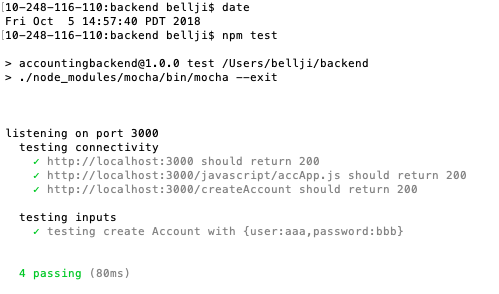 [10-248-116-110:backend bellji$ date
Fri Oct  5 14:57:40 PDT 2018
[10-248-116-110:backend bellji$ npm test
> accountingbackend@1.0.0 test /Users/bellji/backend
> ./node_modules/mocha/bin/mocha --exit
listening on port 3000
  testing connectivity
    ✓ http://localhost:3000 should return 200
    ✓ http://localhost:3000/javascript/accApp.js should return 200
    ✓ http://localhost:3000/createAccount should return 200
  testing inputs
    ✓ testing create Account with {user:aaa,password:bbb}
  4 passing (80ms)